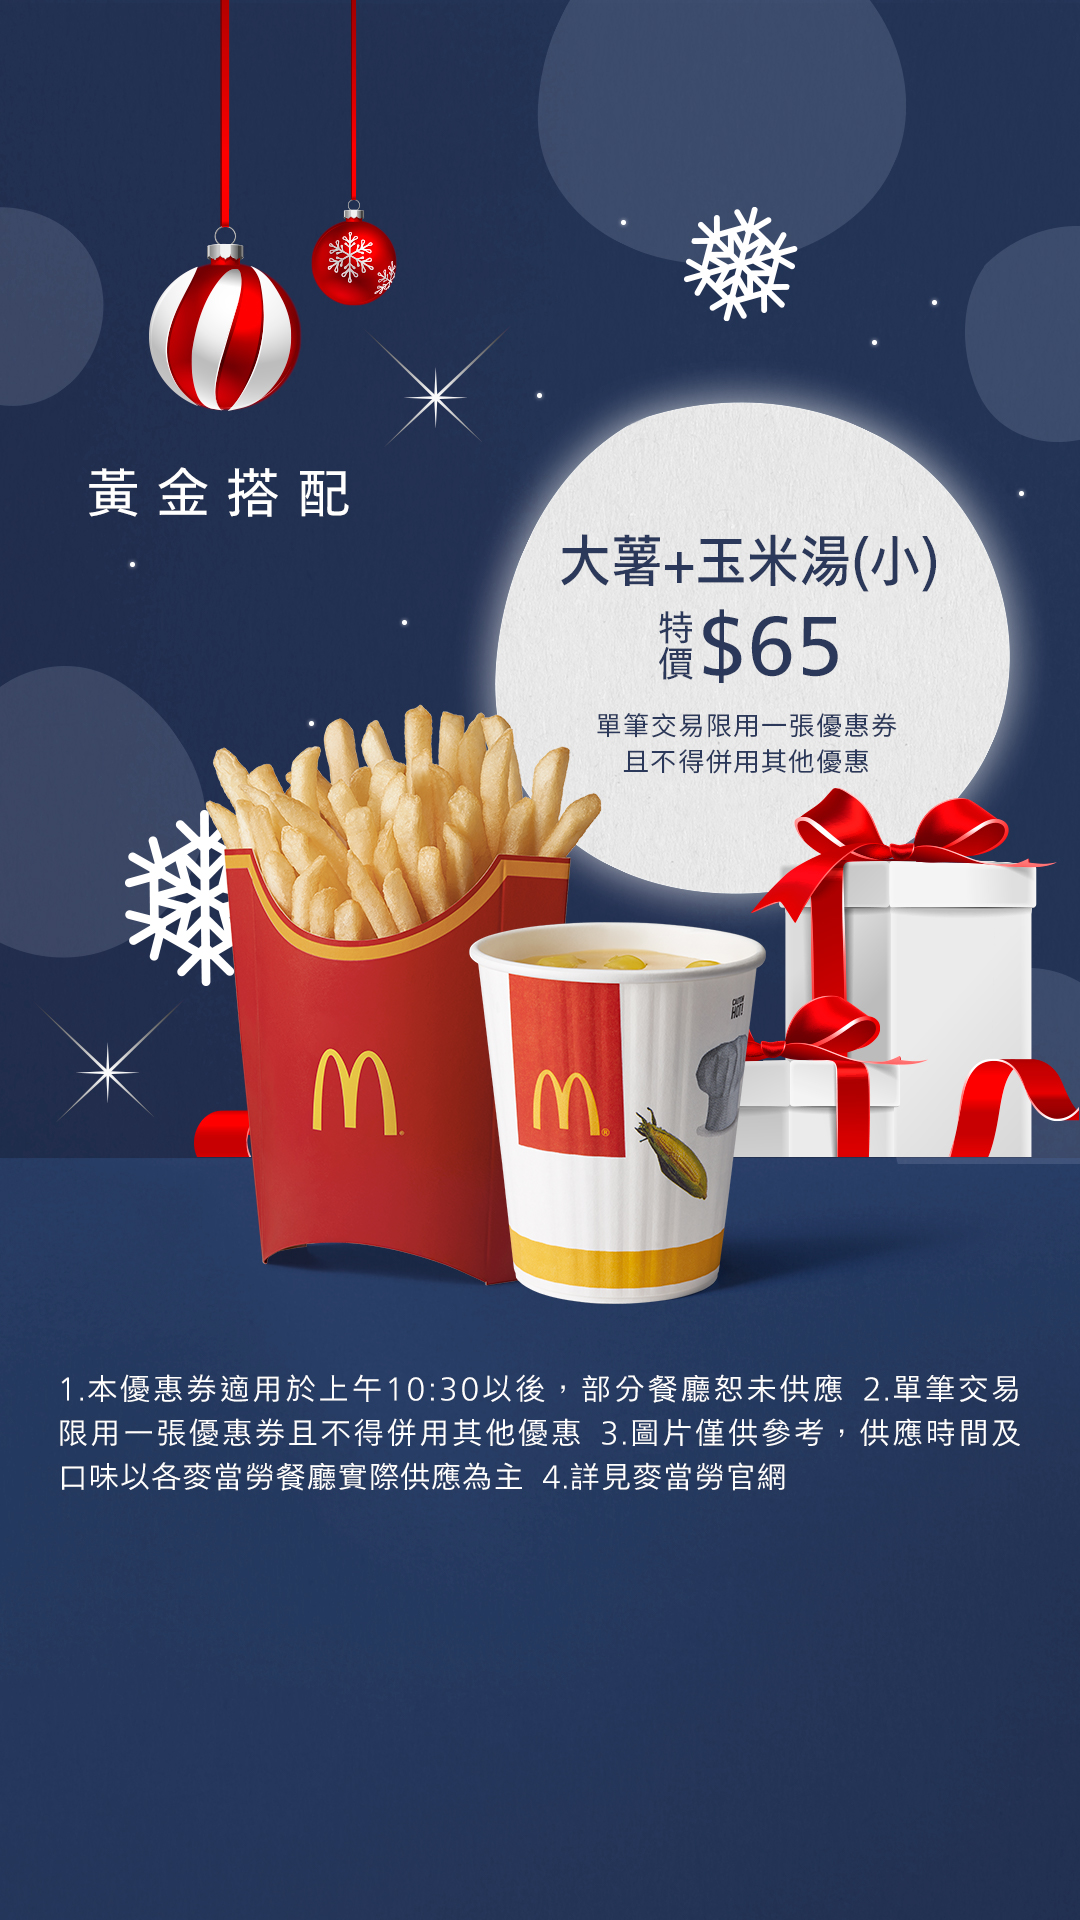 黃金搭配
大薯+玉米湯(小)
特價 $65
單筆交易限用一張優惠券
且不得併用其他優惠
CAUTION
HOT!
1.本優惠券適用於上午10:30以後，部分餐廳恕未供應 2.單筆交易
限用一張優惠券且不得併用其他優惠 3.圖片僅供參考，供應時間及
口味以各麥當勞餐廳實際供應為主 4.詳見麥當勞官網